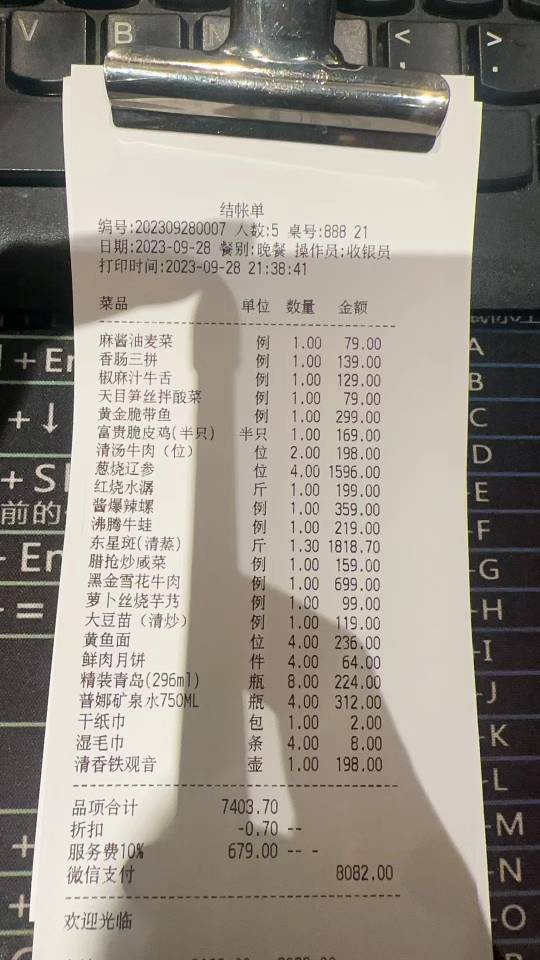 V
B
N
<
,
>
.
结帐单
编号:202309280007 人数:5 桌号:888 21
日期:2023-09-28 餐别:晚餐 操作员:收银员
打印时间:2023-09-28 21:38:41
菜品 单位 数量 金额
麻酱油麦菜 例 1.00 79.00
香肠三拼 例 1.00 139.00
椒麻汁牛舌 例 1.00 129.00
天目笋丝拌酸菜 例 1.00 79.00
黄金脆带鱼 例 1.00 299.00
富贵脆皮鸡(半只) 半只 1.00 169.00
清汤牛肉（位） 位 2.00 198.00
葱烧辽参 位 4.00 1596.00
红烧水潺 斤 1.00 199.00
酱爆辣螺 例 1.00 359.00
沸腾牛蛙 例 1.00 219.00
东星斑(清蒸) 斤 1.30 1818.70
腊抢炒咸菜 例 1.00 159.00
黑金雪花牛肉 例 1.00 699.00
萝卜丝烧芋艿 例 1.00 99.00
大豆苗（清炒） 例 1.00 119.00
黄鱼面 位 4.00 236.00
鲜肉月饼 件 4.00 64.00
精装青岛(296ml) 瓶 8.00 224.00
普娜矿泉水750ML 瓶 4.00 312.00
干纸巾 包 1.00 2.00
湿毛巾 条 4.00 8.00
清香铁观音 壶 1.00 198.00
品项合计 7403.70
折扣 -0.70 --
服务费10% 679.00 -- -
微信支付 8082.00
欢迎光临
+ En
+ ↓
+ S
前的
En
=
+
+
A
B
-C
D
-E
-F
-G
-H
-I
-J
-K
-L
-M
-N
-O